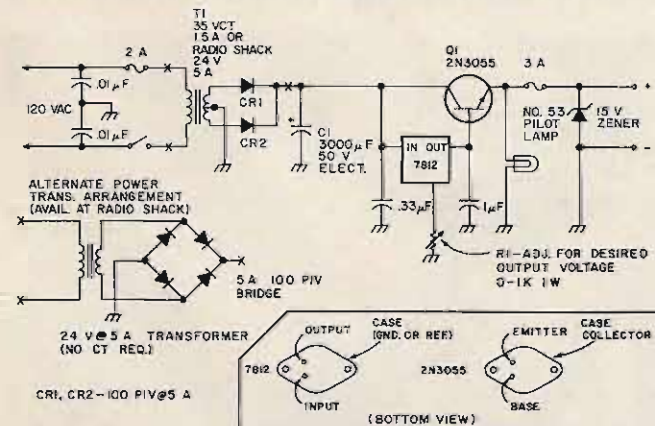 T1
35 VCT
1.5 A OR
RADIO SHACK
24 V
5 A
2 A
.01µF
120 VAC
.01µF
CR1
CR2
C1
3000µF
50 V
ELECT.
Q1
2N3055
3 A
NO. 53
PILOT
LAMP
15 V
ZENER
+
-
IN OUT
7812
.33µF
1µF
R1-ADJ. FOR DESIRED
OUTPUT VOLTAGE
0-1K 1W
ALTERNATE POWER
TRANS. ARRANGEMENT
(AVAIL. AT RADIO SHACK)
5 A 100 PIV
BRIDGE
24 V@5 A TRANSFORMER
(NO CT REQ.)
CR1, CR2-100 PIV@5 A
OUTPUT
CASE
(GND. OR REF.)
7812
INPUT
EMITTER
CASE
COLLECTOR
2N3055
BASE
(BOTTOM VIEW)